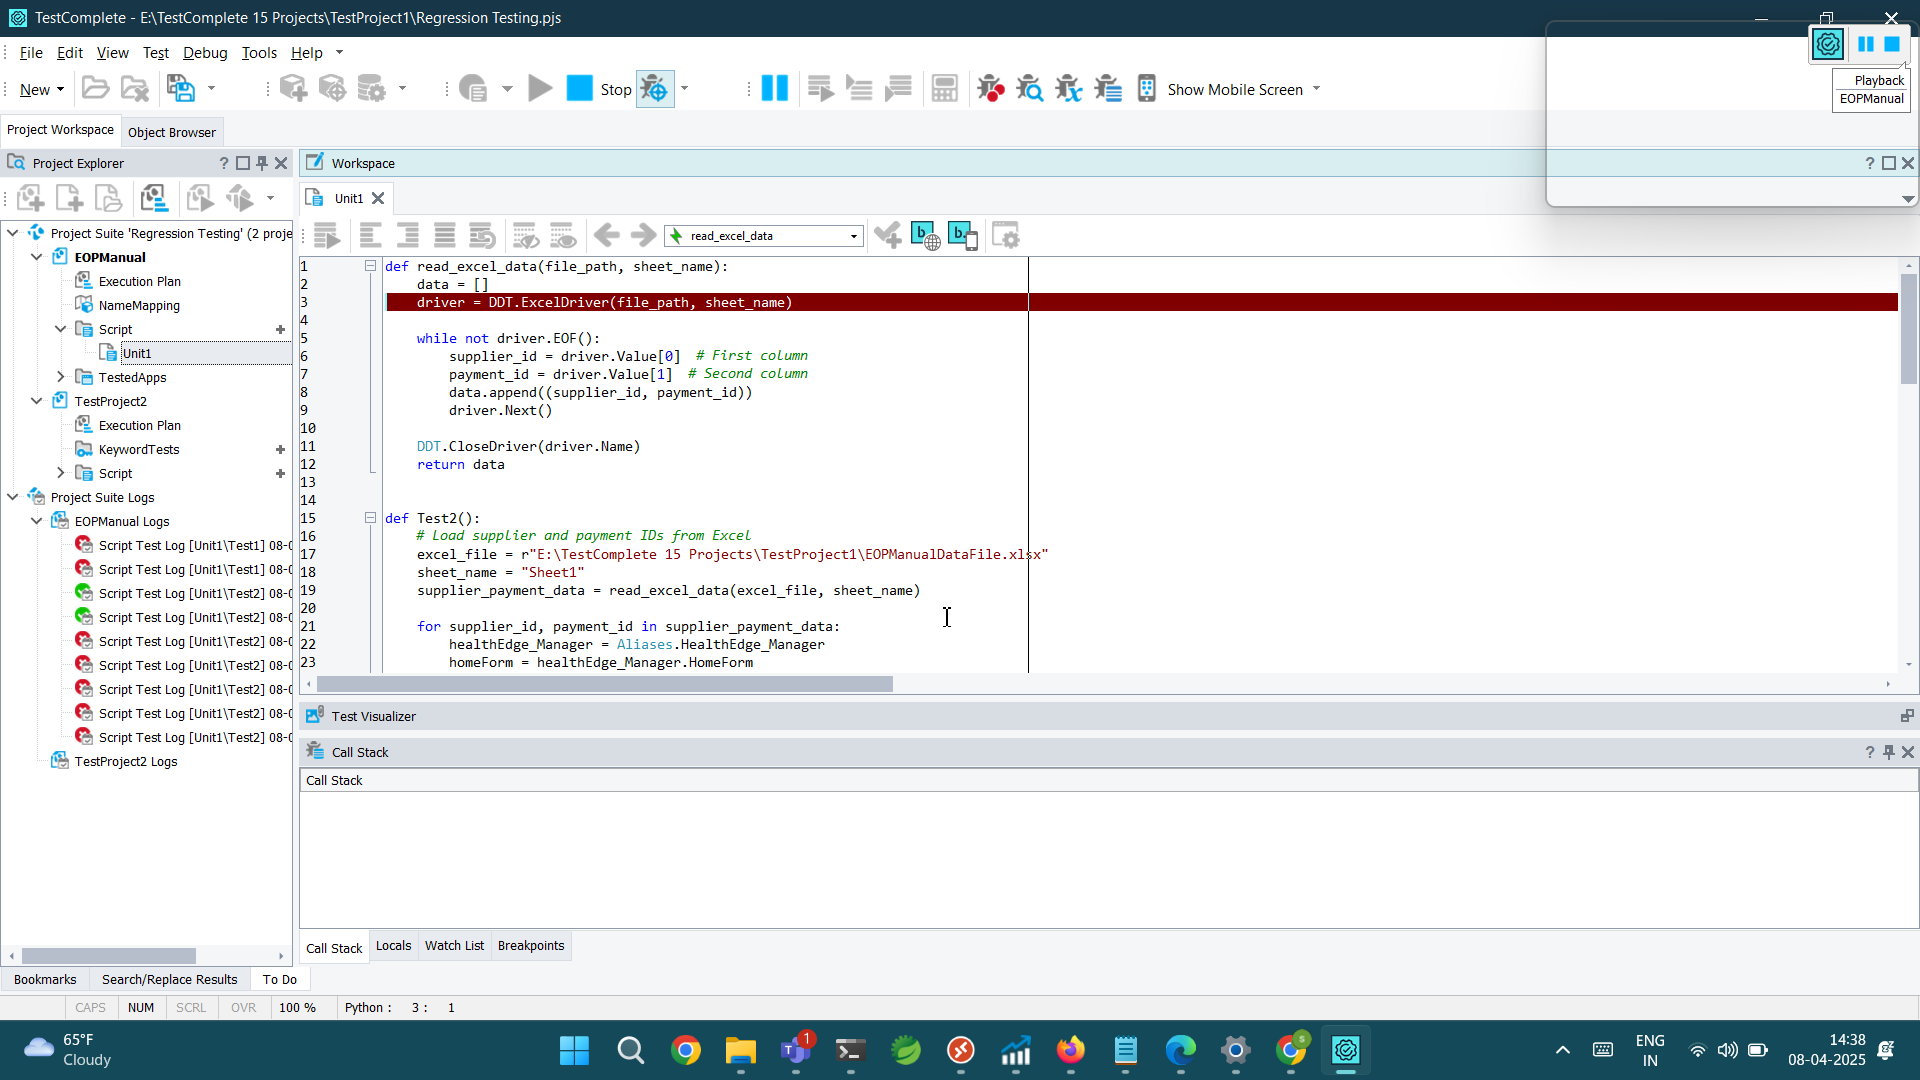 TestComplete - E:\TestComplete 15 Projects\TestProject1\Regression Testing.pjs
File Edit View Test Debug Tools Help
New
Stop
Show Mobile Screen
Playback
EOPManual
Project Workspace
Object Browser
Project Explorer
Workspace
Unit1
read_excel_data
Project Suite 'Regression Testing' (2 proje
EOPManual
Execution Plan
NameMapping
Script
Unit1
TestedApps
TestProject2
Execution Plan
KeywordTests
Script
Project Suite Logs
EOPManual Logs
Script Test Log [Unit1\Test1] 08-0
Script Test Log [Unit1\Test1] 08-0
Script Test Log [Unit1\Test2] 08-0
Script Test Log [Unit1\Test2] 08-0
Script Test Log [Unit1\Test2] 08-0
Script Test Log [Unit1\Test2] 08-0
Script Test Log [Unit1\Test2] 08-0
Script Test Log [Unit1\Test2] 08-0
Script Test Log [Unit1\Test2] 08-0
TestProject2 Logs
1 def read_excel_data(file_path, sheet_name):
2 data = []
3 driver = DDT.ExcelDriver(file_path, sheet_name)
4
5 while not driver.EOF():
6 supplier_id = driver.Value[0] # First column
7 payment_id = driver.Value[1] # Second column
8 data.append((supplier_id, payment_id))
9 driver.Next()
10
11 DDT.CloseDriver(driver.Name)
12 return data
13
14
15 def Test2():
16 # Load supplier and payment IDs from Excel
17 excel_file = r"E:\TestComplete 15 Projects\TestProject1\EOPManualDataFile.xlsx"
18 sheet_name = "Sheet1"
19 supplier_payment_data = read_excel_data(excel_file, sheet_name)
20
21 for supplier_id, payment_id in supplier_payment_data:
22 healthEdge_Manager = Aliases.HealthEdge_Manager
23 homeForm = healthEdge_Manager.HomeForm
Test Visualizer
Call Stack
Call Stack
Call Stack Locals Watch List Breakpoints
Bookmarks Search/Replace Results To Do
CAPS NUM SCRL OVR 100 % Python : 3 : 1
65°F
Cloudy
1
s
ENG
IN
14:38
08-04-2025